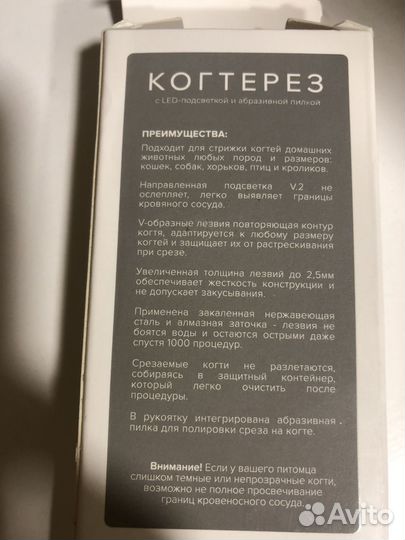 КОГТЕРЕЗ
с LED-подсветкой и абразивной пилкой
ПРЕИМУЩЕСТВА:
Подходит для стрижки когтей домашних
животных любых пород и размеров:
кошек, собак, хорьков, птиц и кроликов.
Направленная подсветка V.2 не
ослепляет, легко выявляет границы
кровяного сосуда.
V-образные лезвия повторяющая контур
когтя, адаптируется к любому размеру
когтей и защищает их от растрескивания
при срезе.
Увеличенная толщина лезвий до 2,5мм
обеспечивает жесткость конструкции и
не допускает закусывания.
Применена закаленная нержавеющая
сталь и алмазная заточка - лезвия не
боятся воды и остаются острыми даже
спустя 1000 процедур.
Срезаемые когти не разлетаются,
собираясь в защитный контейнер,
который легко очистить после
процедуры.
В рукоятку интегрирована абразивная
пилка для полировки среза на когте.
Внимание! Если у вашего питомца
слишком темные или непрозрачные когти,
возможно не полное просвечивание
границ кровеносного сосуда.
Avito